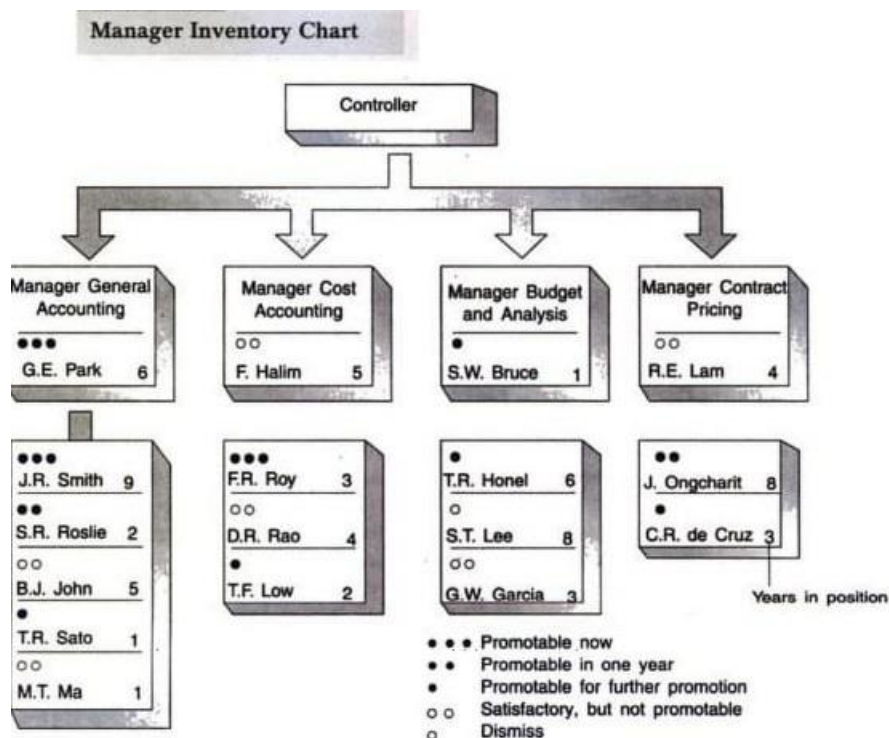 Manager Inventory Chart
Controller
Manager General
Accounting
●●●
G.E. Park 6
Manager Cost
Accounting
○○
F. Halim 5
Manager Budget
and Analysis
●
S.W. Bruce 1
Manager Contract
Pricing
○○
R.E. Lam 4
●●●
J.R. Smith 9
●●
S.R. Roslie 2
○○
B.J. John 5
●
T.R. Sato 1
○○
M.T. Ma 1
●●●
F.R. Roy 3
○○
D.R. Rao 4
●
T.F. Low 2
●
T.R. Honel 6
○
S.T. Lee 8
○○
G.W. Garcia 3
●●
J. Ongcharit 8
●
C.R. de Cruz 3
Years in position
● ● ● Promotable now
● ● Promotable in one year
● Promotable for further promotion
○ ○ Satisfactory, but not promotable
○ Dismiss